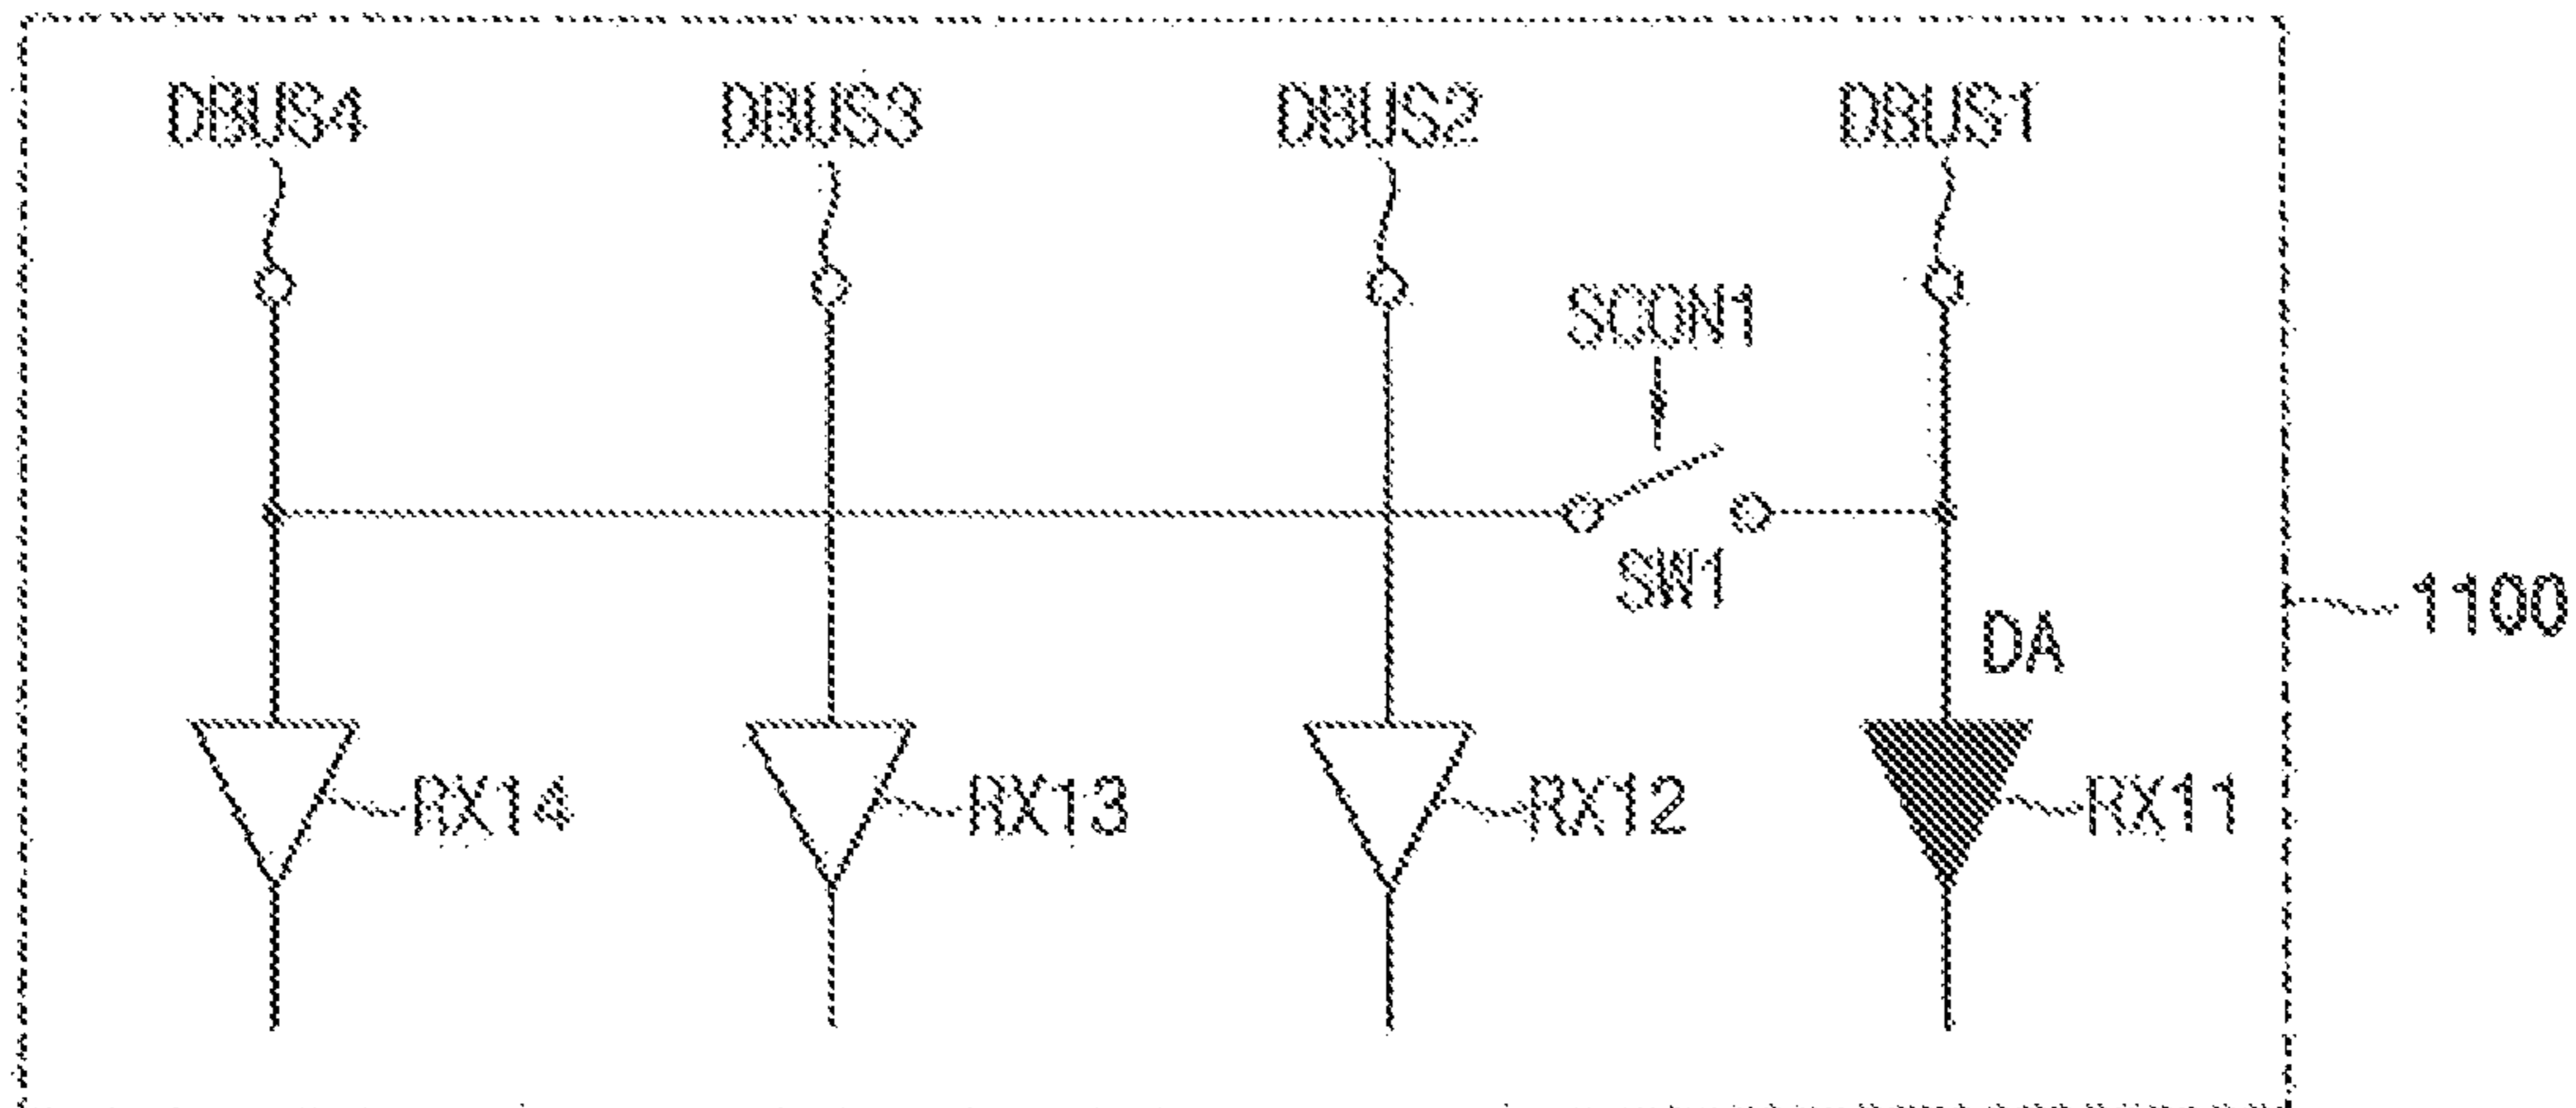 DBUS4 DBUS3 DBUS2 DBUS1
SCON1
SW1
1100
DA
RX14 RX13 RX12 RX11